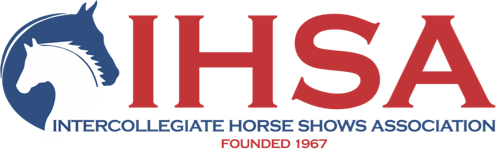 IHSA
INTERCOLLEGIATE HORSE SHOWS ASSOCIATION
FOUNDED 1967